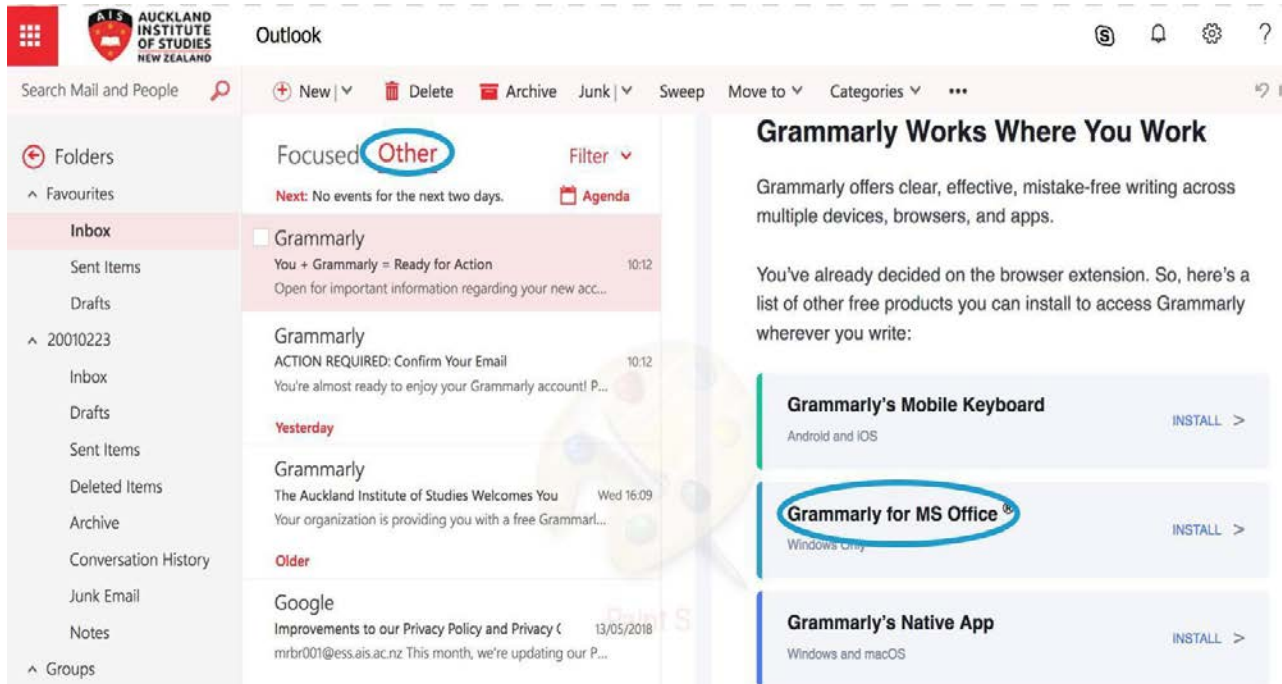 AIS
AUCKLAND
INSTITUTE
OF STUDIES
NEW ZEALAND
Outlook
?
Search Mail and People
New
Delete
Archive
Junk
Sweep
Move to
Categories
•••
Folders
Favourites
Inbox
Sent Items
Drafts
20010223
Inbox
Drafts
Sent Items
Deleted Items
Archive
Conversation History
Junk Email
Notes
Groups
Focused Other
Filter
Next: No events for the next two days.
Agenda
Grammarly
You + Grammarly = Ready for Action 10:12
Open for important information regarding your new acc...
Grammarly
ACTION REQUIRED: Confirm Your Email 10:12
You're almost ready to enjoy your Grammarly account! P...
Yesterday
Grammarly
The Auckland Institute of Studies Welcomes You Wed 16:09
Your organization is providing you with a free Grammarl...
Older
Google
Improvements to our Privacy Policy and Privacy C 13/05/2018
mrbr001@ess.ais.ac.nz This month, we're updating our P...
Paint S
Grammarly Works Where You Work
Grammarly offers clear, effective, mistake-free writing across
multiple devices, browsers, and apps.
You've already decided on the browser extension. So, here's a
list of other free products you can install to access Grammarly
wherever you write:
Grammarly's Mobile Keyboard
Android and iOS
INSTALL >
Grammarly for MS Office ®
Windows Only
INSTALL >
Grammarly's Native App
Windows and macOS
INSTALL >